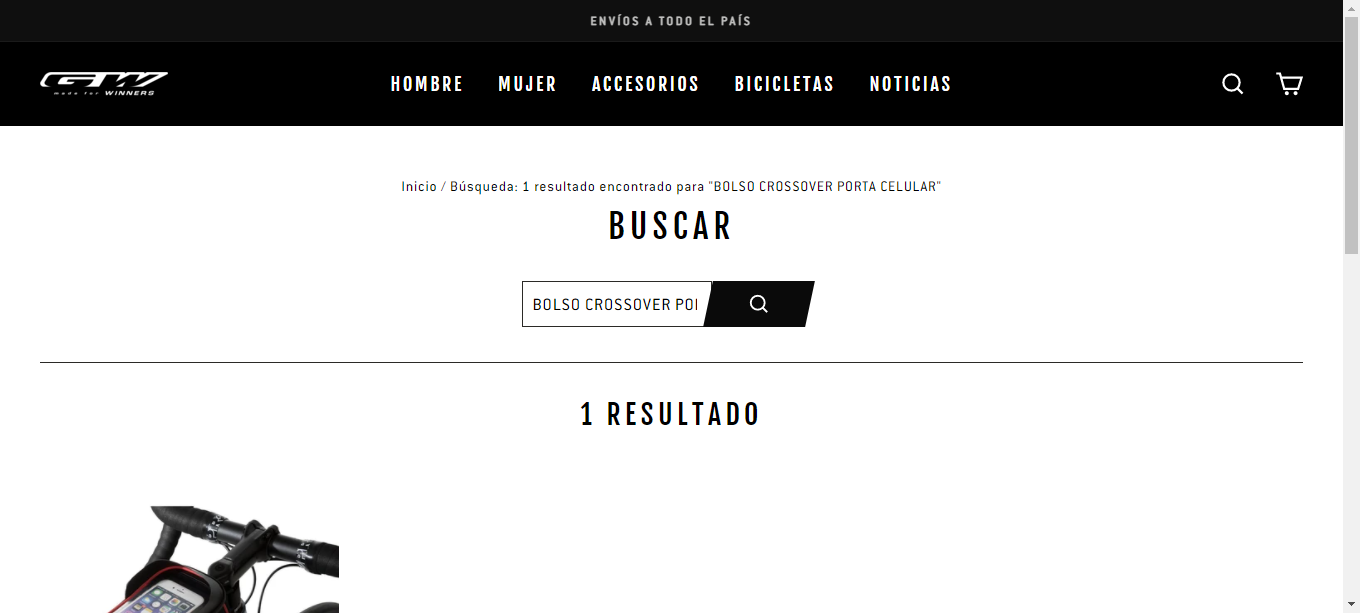 ENVÍOS A TODO EL PAÍS
GW
made for WINNERS
HOMBRE MUJER ACCESORIOS BICICLETAS NOTICIAS
Inicio / Búsqueda: 1 resultado encontrado para "BOLSO CROSSOVER PORTA CELULAR"
BUSCAR
BOLSO CROSSOVER POR
1 RESULTADO